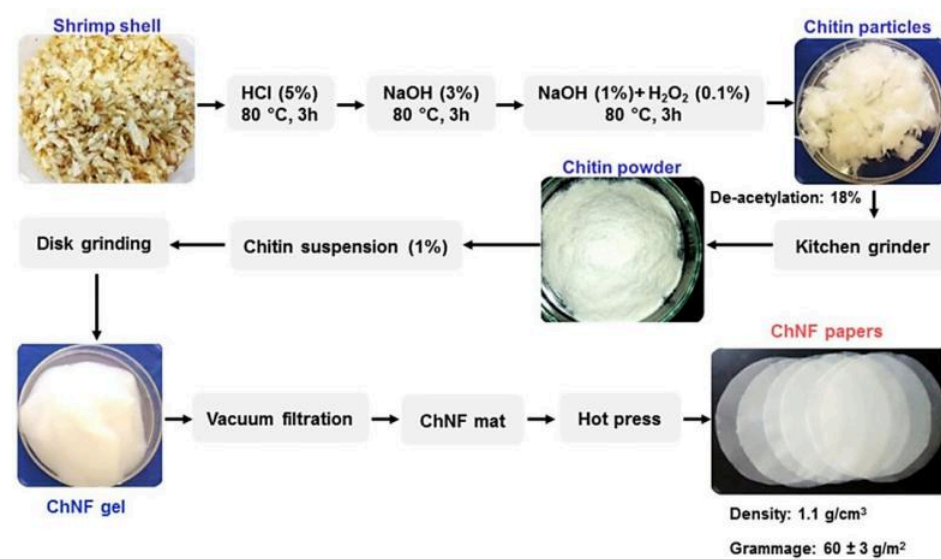 Shrimp shell
HCl (5%)
80 °C, 3h
NaOH (3%)
80 °C, 3h
NaOH (1%)+ H₂O₂ (0.1%)
80 °C, 3h
Chitin particles
De-acetylation: 18%
Kitchen grinder
Chitin powder
Chitin suspension (1%)
Disk grinding
ChNF gel
Vacuum filtration
ChNF mat
Hot press
ChNF papers
Density: 1.1 g/cm³
Grammage: 60 ± 3 g/m²